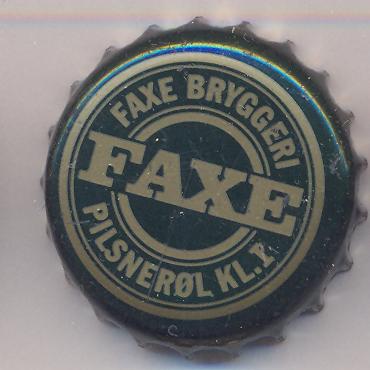 FAXE BRYGGERI
FAXE
PILSNERØL KL.I